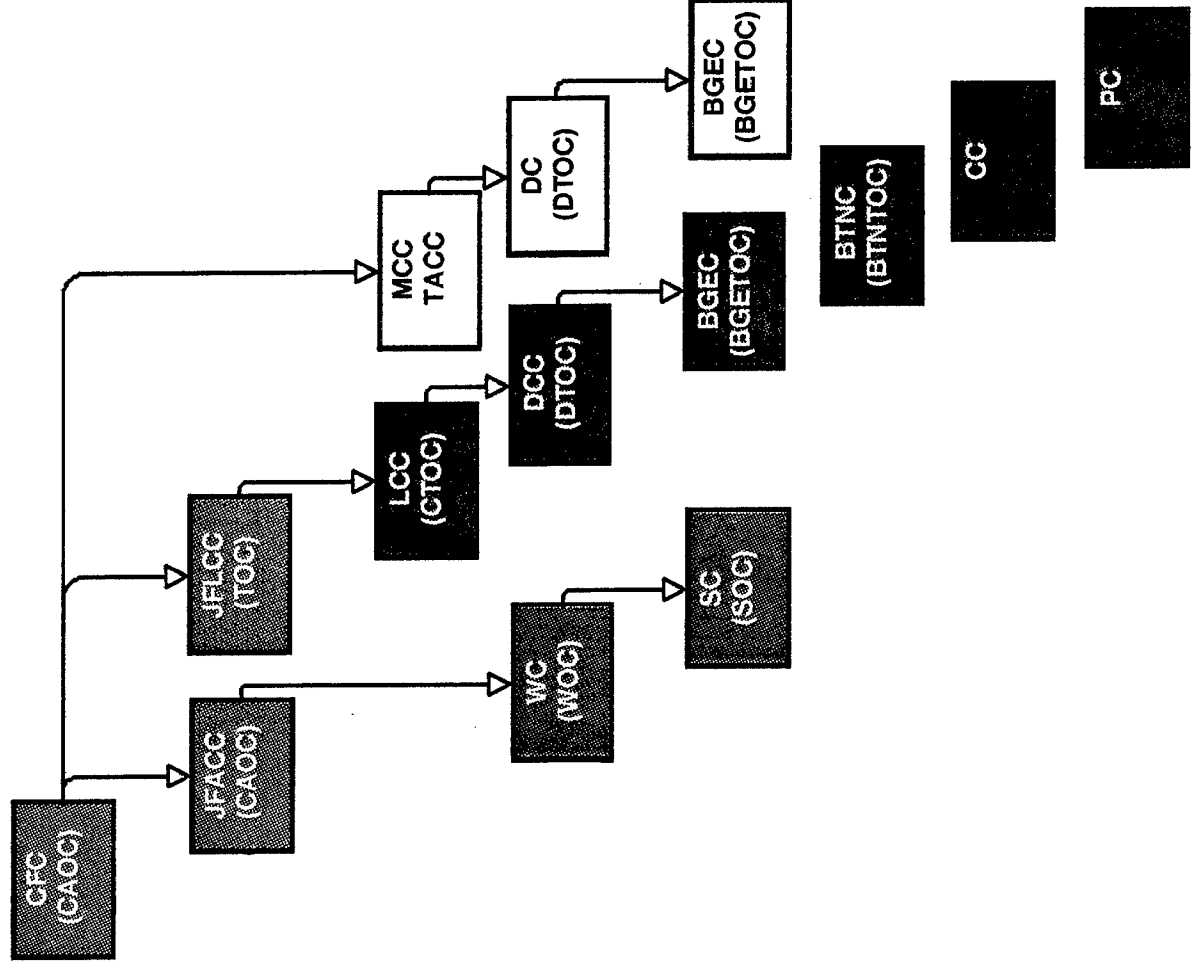 CFC
(CAOC)
JFACC
(CAOC)
JFLCC
(TOC)
LCC
(CTOC)
MCC
TACC
WC
(WOC)
DCC
(DTOC)
DC
(DTOC)
SC
(SOC)
BGEC
(BGETOC)
BGEC
(BGETOC)
BTNC
(BTNTOC)
CC
PC